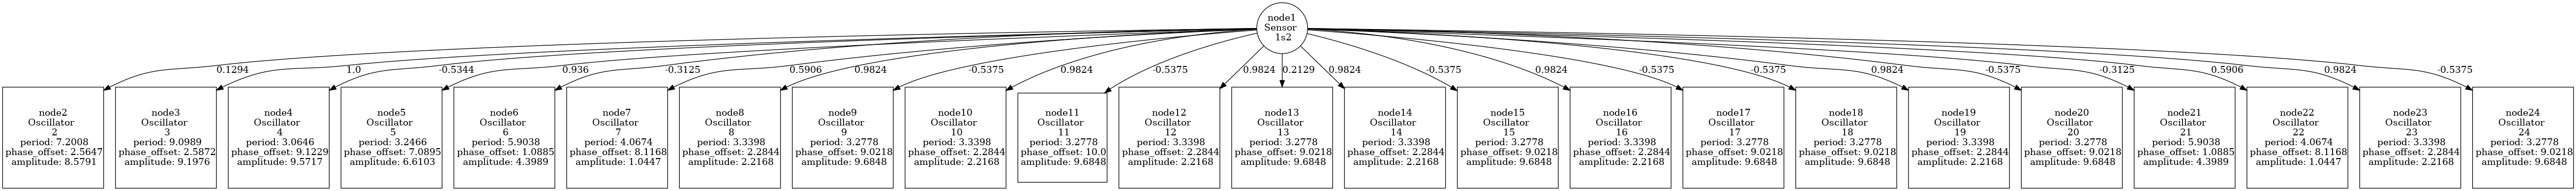 node1
Sensor
1s2
0.1294
1.0
-0.5344
0.936
-0.3125
0.5906
0.9824
-0.5375
0.9824
-0.5375
0.9824
0.2129
0.9824
-0.5375
0.9824
-0.5375
-0.5375
0.9824
-0.5375
-0.3125
0.5906
0.9824
-0.5375
node2
Oscillator
2
period: 7.2008
phase_offset: 2.5647
amplitude: 8.5791
node3
Oscillator
3
period: 9.0989
phase_offset: 2.5872
amplitude: 9.1976
node4
Oscillator
4
period: 3.0646
phase_offset: 9.1229
amplitude: 9.5717
node5
Oscillator
5
period: 3.2466
phase_offset: 7.0895
amplitude: 6.6103
node6
Oscillator
6
period: 5.9038
phase_offset: 1.0885
amplitude: 4.3989
node7
Oscillator
7
period: 4.0674
phase_offset: 8.1168
amplitude: 1.0447
node8
Oscillator
8
period: 3.3398
phase_offset: 2.2844
amplitude: 2.2168
node9
Oscillator
9
period: 3.2778
phase_offset: 9.0218
amplitude: 9.6848
node10
Oscillator
10
period: 3.3398
phase_offset: 2.2844
amplitude: 2.2168
node11
Oscillator
11
period: 3.2778
phase_offset: 10.0
amplitude: 9.6848
node12
Oscillator
12
period: 3.3398
phase_offset: 2.2844
amplitude: 2.2168
node13
Oscillator
13
period: 3.2778
phase_offset: 9.0218
amplitude: 9.6848
node14
Oscillator
14
period: 3.3398
phase_offset: 2.2844
amplitude: 2.2168
node15
Oscillator
15
period: 3.2778
phase_offset: 9.0218
amplitude: 9.6848
node16
Oscillator
16
period: 3.3398
phase_offset: 2.2844
amplitude: 2.2168
node17
Oscillator
17
period: 3.2778
phase_offset: 9.0218
amplitude: 9.6848
node18
Oscillator
18
period: 3.2778
phase_offset: 9.0218
amplitude: 9.6848
node19
Oscillator
19
period: 3.3398
phase_offset: 2.2844
amplitude: 2.2168
node20
Oscillator
20
period: 3.2778
phase_offset: 9.0218
amplitude: 9.6848
node21
Oscillator
21
period: 5.9038
phase_offset: 1.0885
amplitude: 4.3989
node22
Oscillator
22
period: 4.0674
phase_offset: 8.1168
amplitude: 1.0447
node23
Oscillator
23
period: 3.3398
phase_offset: 2.2844
amplitude: 2.2168
node24
Oscillator
24
period: 3.2778
phase_offset: 9.0218
amplitude: 9.6848